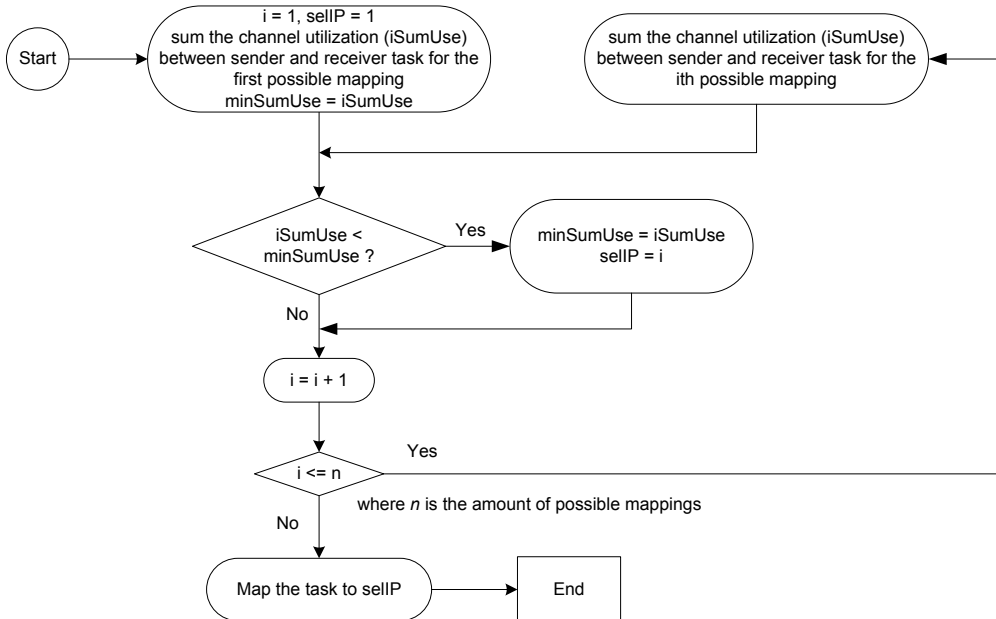 Start
i = 1, selIP = 1
sum the channel utilization (iSumUse)
between sender and receiver task for the
first possible mapping
minSumUse = iSumUse
sum the channel utilization (iSumUse)
between sender and receiver task for the
ith possible mapping
iSumUse <
minSumUse ?
Yes
minSumUse = iSumUse
selIP = i
No
i = i + 1
i <= n
Yes
where n is the amount of possible mappings
No
Map the task to selIP
End